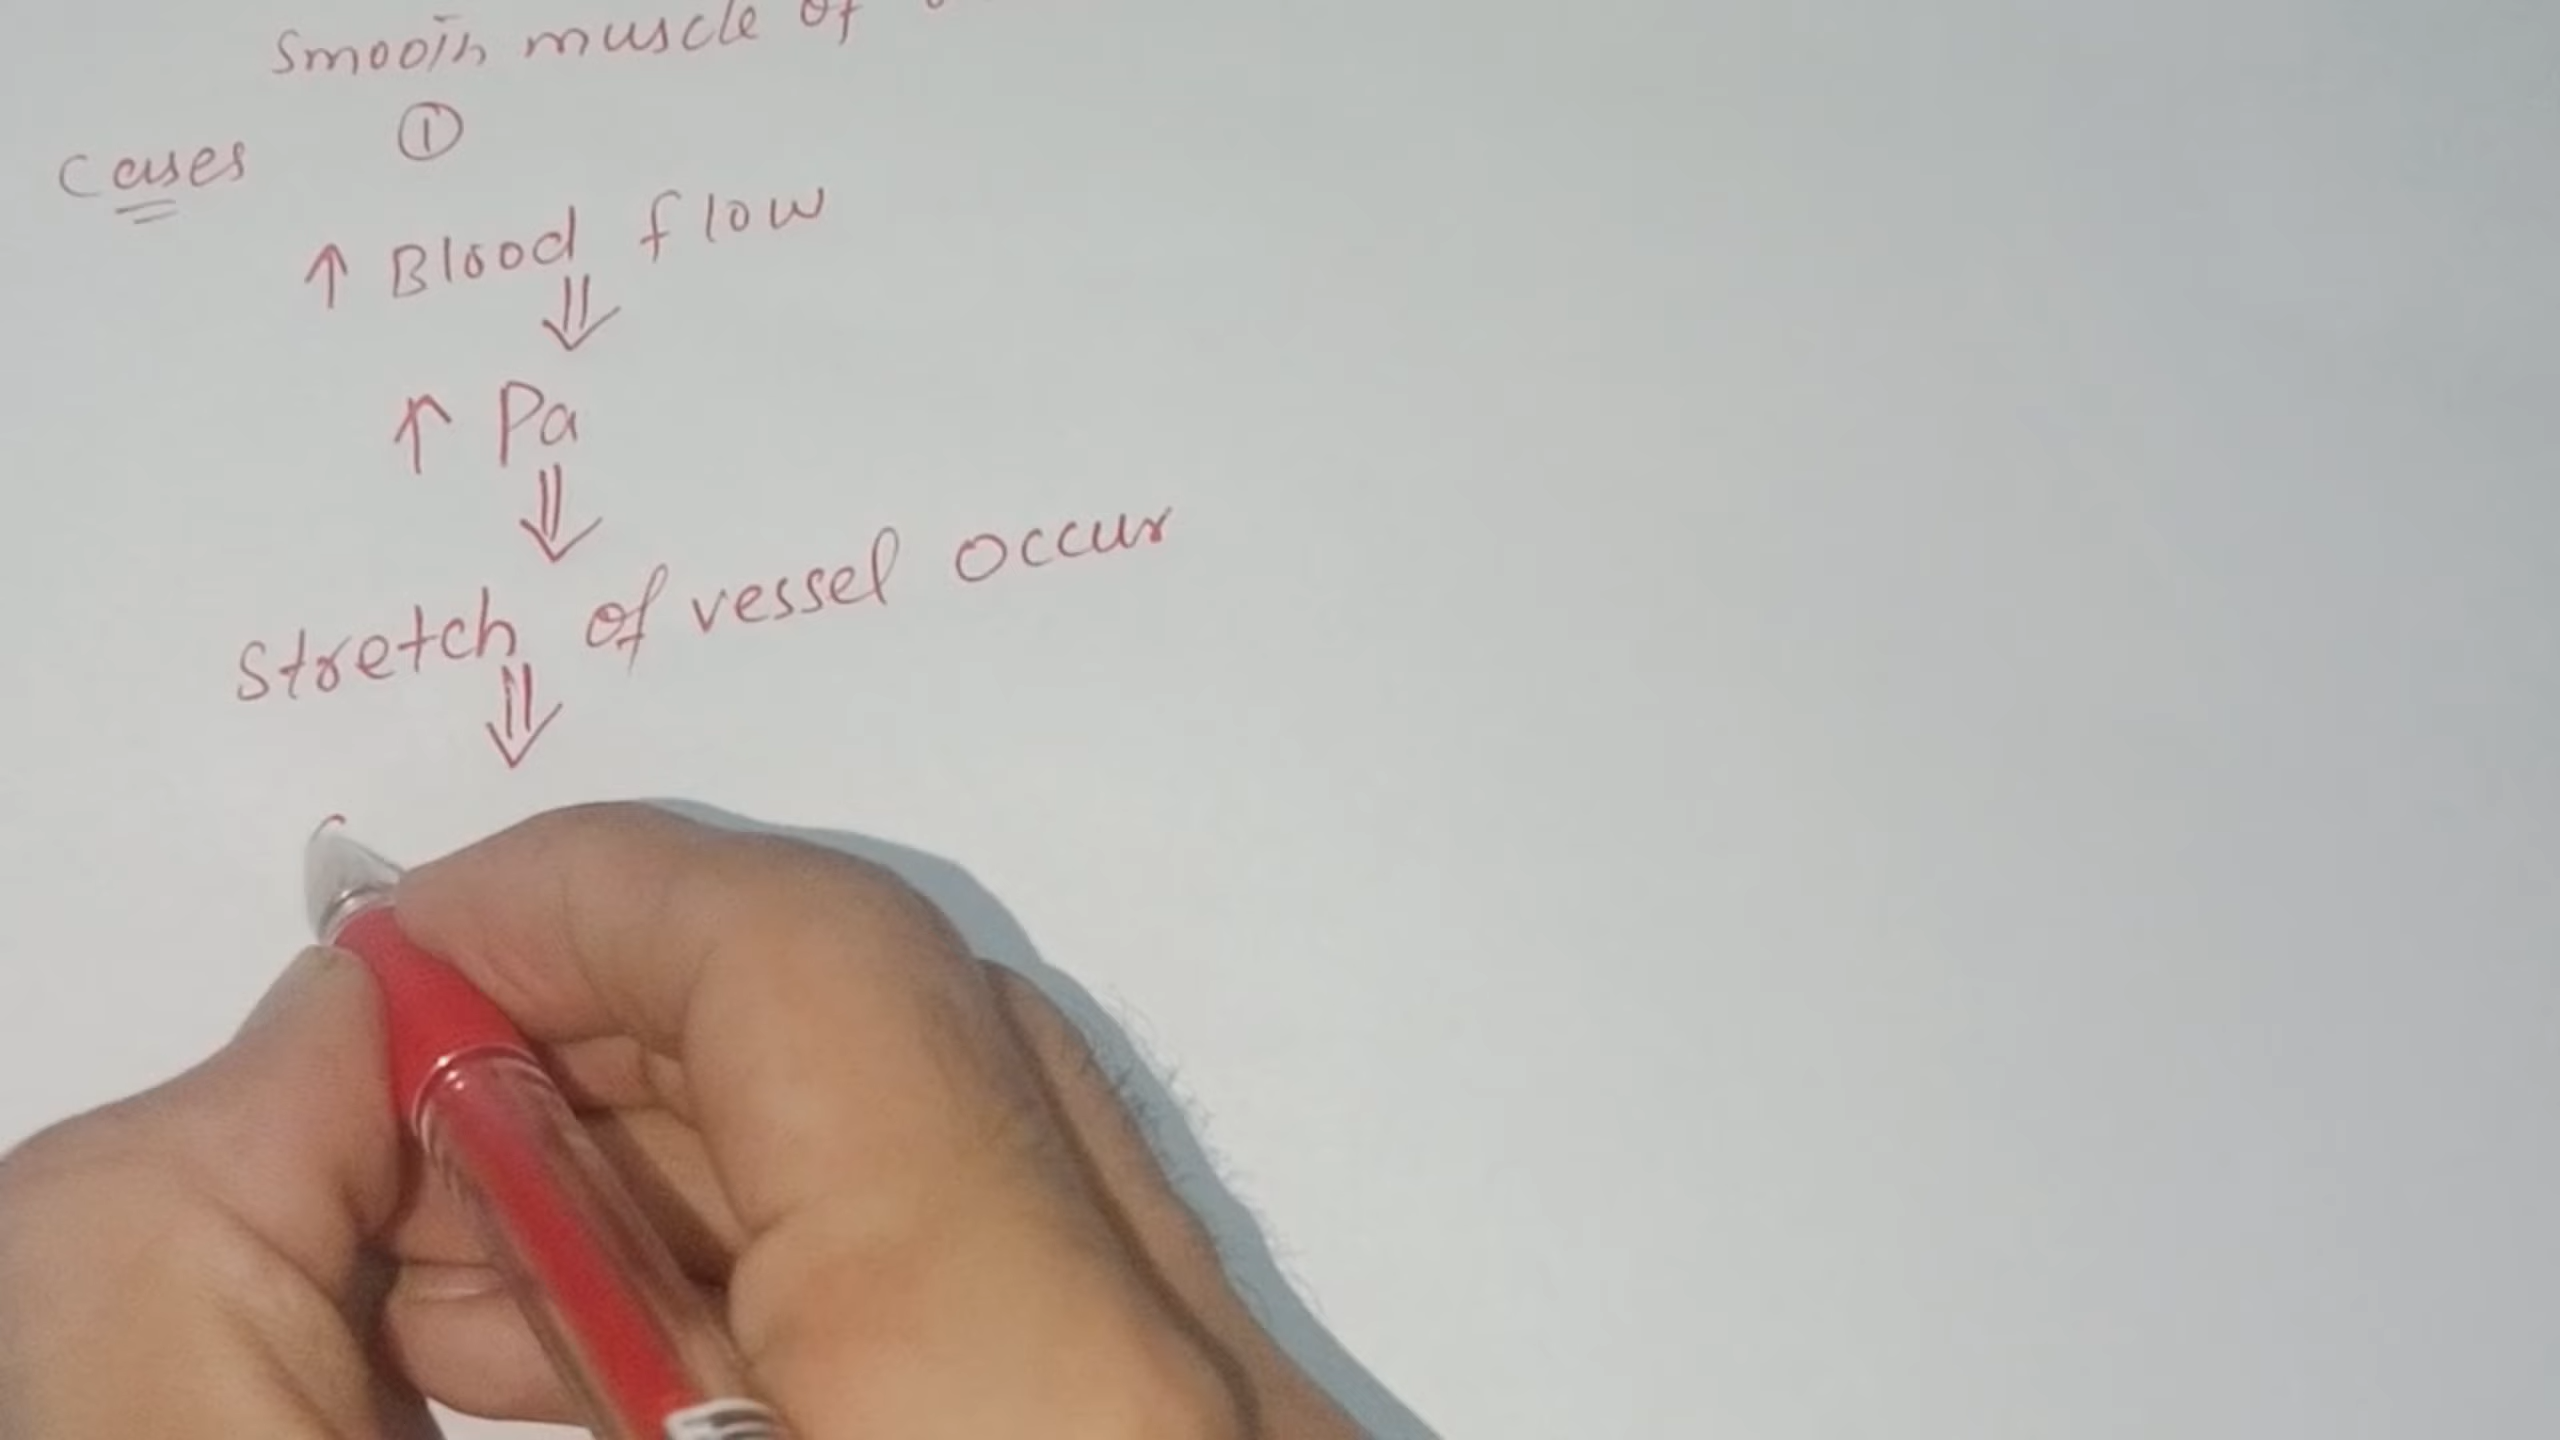 Smooth muscle of
①
Cases
↑ Blood flow
⇓
↑ Pa
⇓
Stretch of vessel occur
⇓